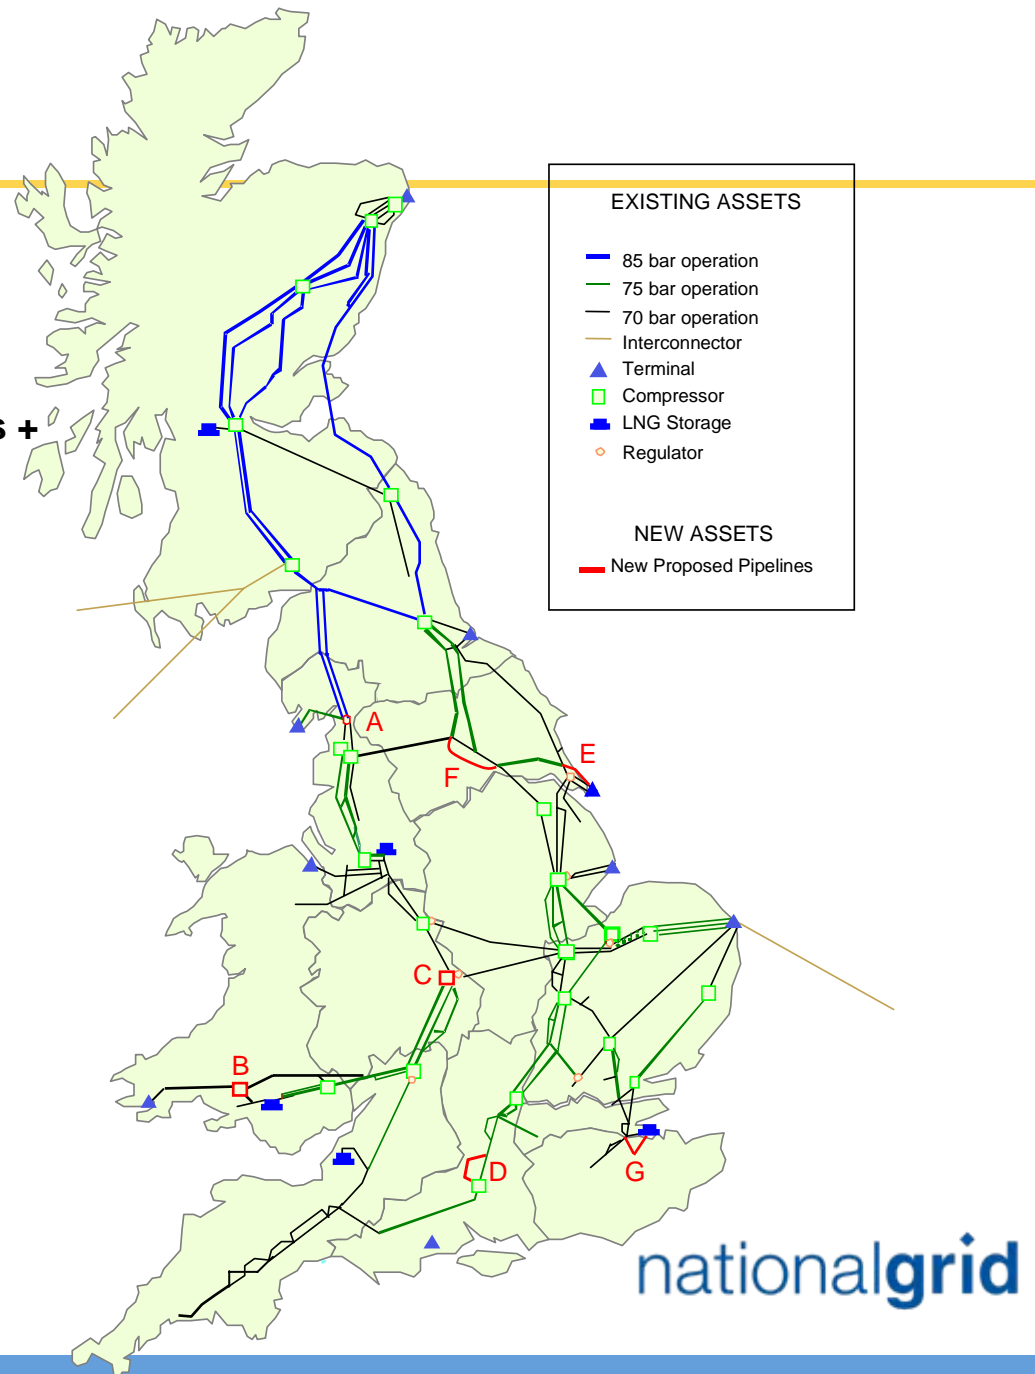 EXISTING ASSETS
85 bar operation
75 bar operation
70 bar operation
Interconnector
Terminal
Compressor
LNG Storage
Regulator
NEW ASSETS
New Proposed Pipelines
s +
A
E
F
C
B
D
G
nationalgrid